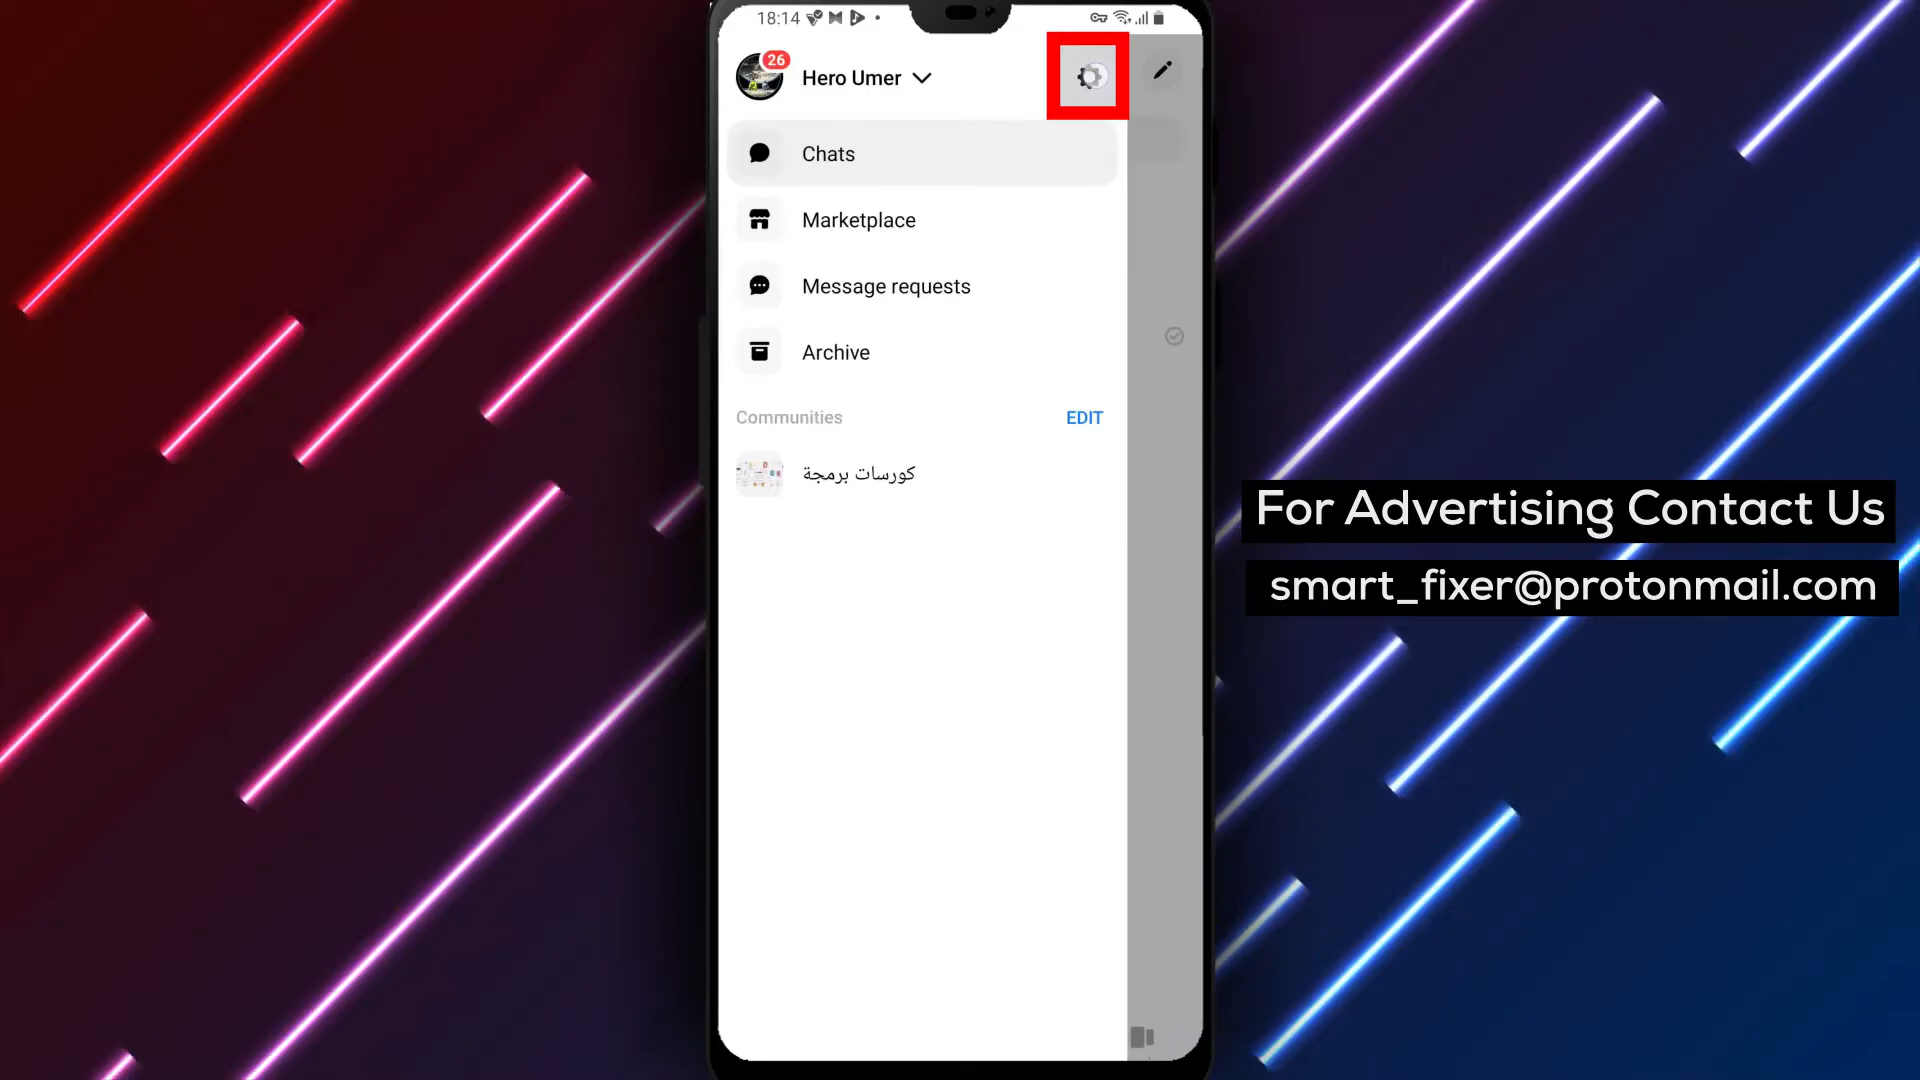 18:14
26
Hero Umer
Chats
Marketplace
Message requests
Archive
Communities
EDIT
كورسات برمجة
For Advertising Contact Us
smart_fixer@protonmail.com